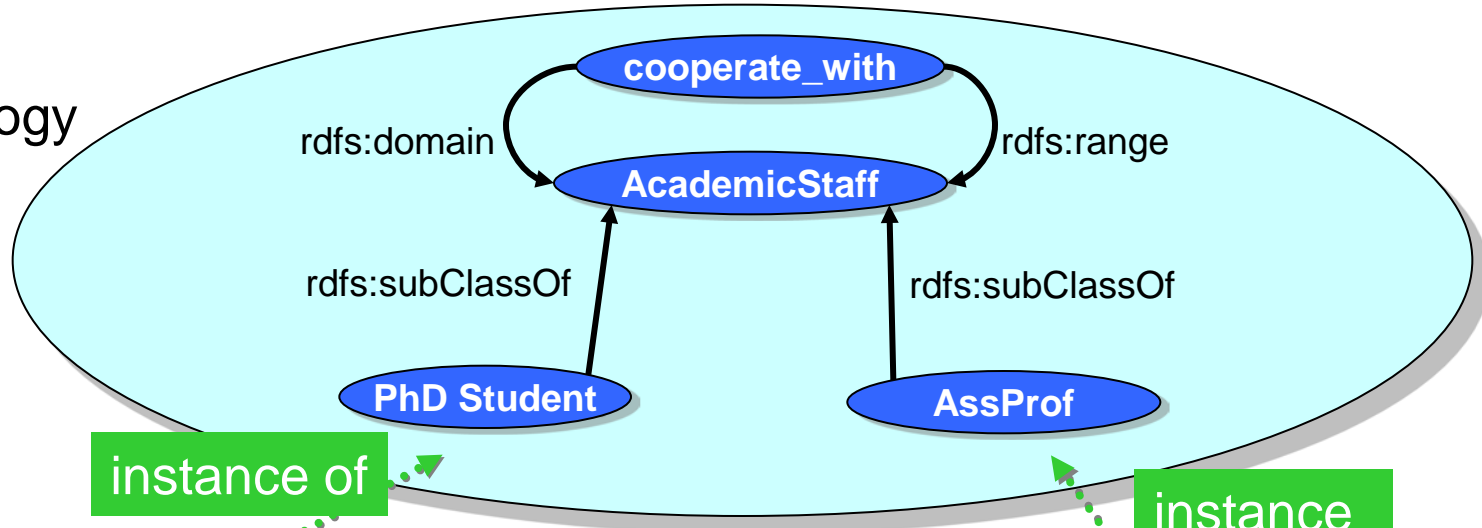 cooperate_with
ogy
rdfs:domain
rdfs:range
AcademicStaff
rdfs:subClassOf
rdfs:subClassOf
PhD Student
AssProf
instance of
instance